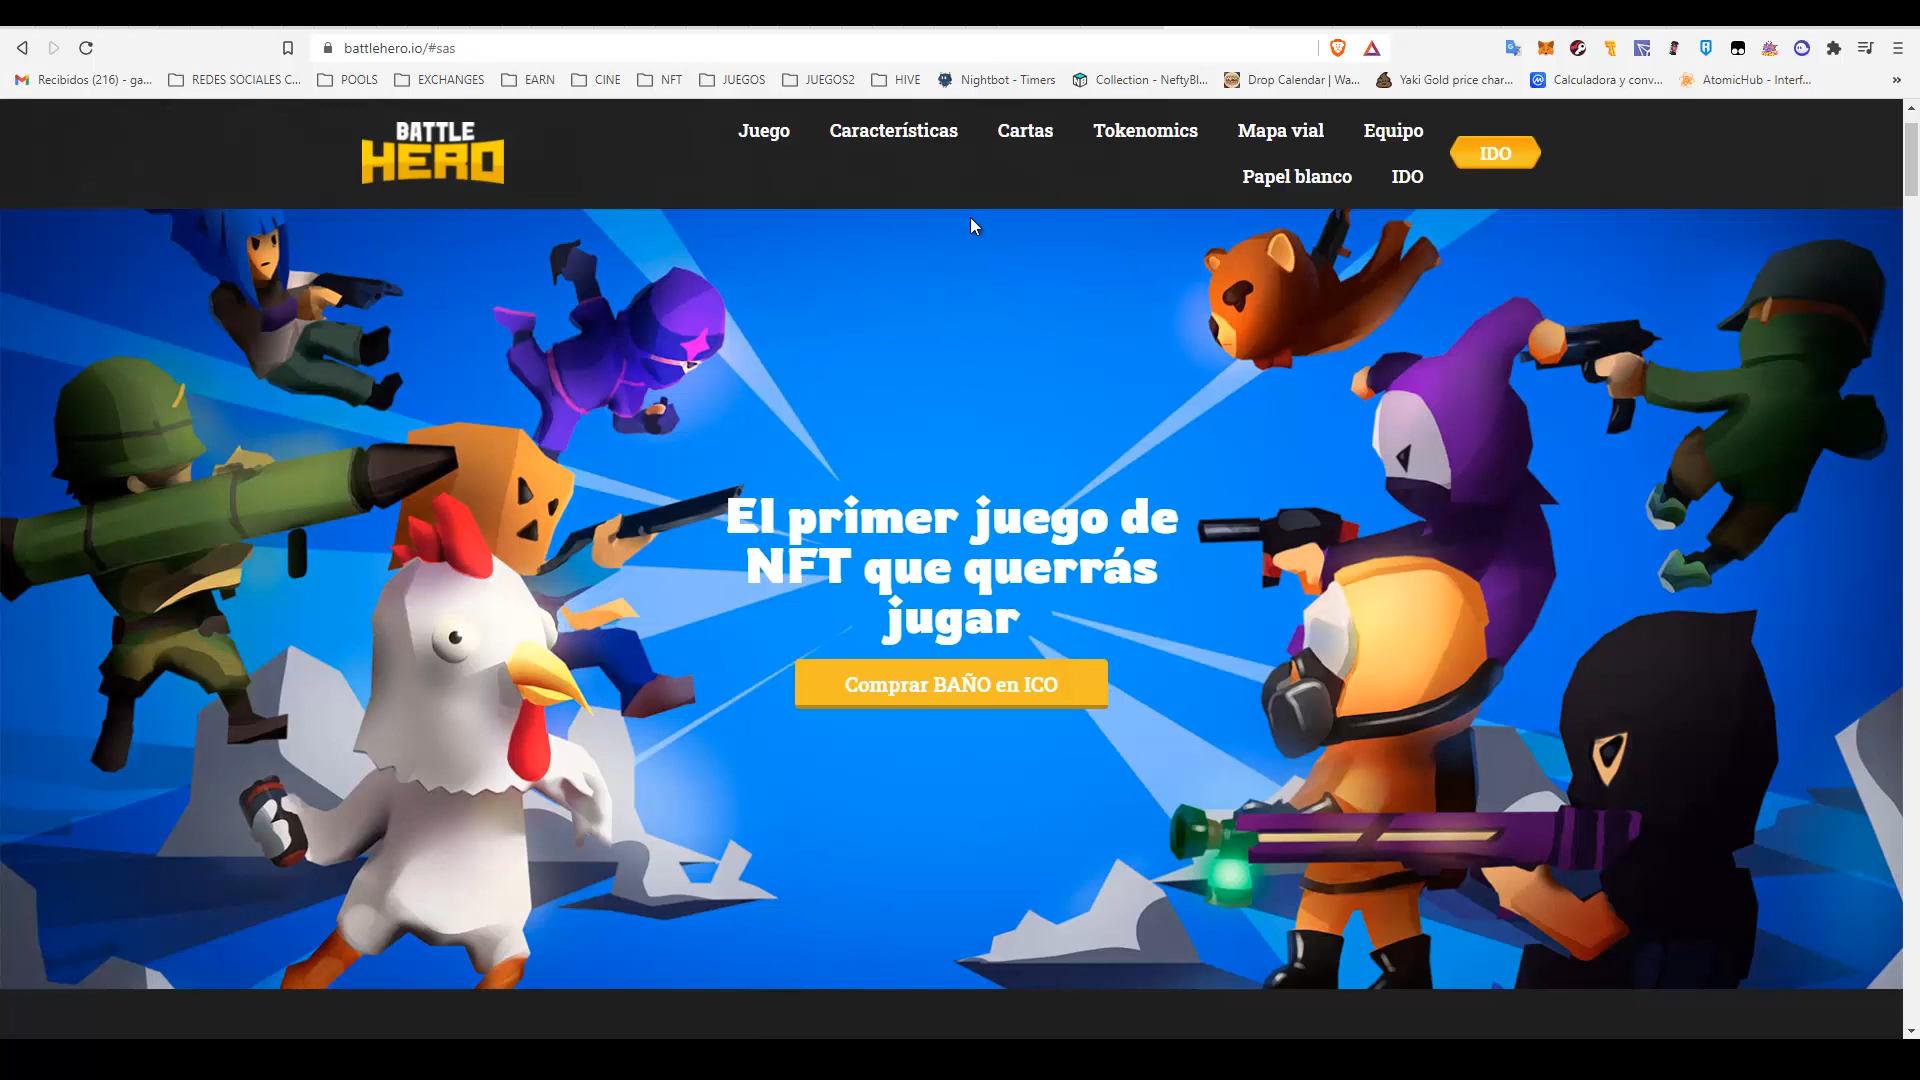 battlehero.io/#sas
Recibidos (216) - ga...
REDES SOCIALES C...
POOLS
EXCHANGES
EARN
CINE
NFT
JUEGOS
JUEGOS2
HIVE
Nightbot - Timers
Collection - NeftyBl...
Drop Calendar | Wa...
Yaki Gold price char...
Calculadora y conv...
AtomicHub - Interf...
»
BATTLE
HERO
Juego
Características
Cartas
Tokenomics
Mapa vial
Equipo
Papel blanco
IDO
IDO
El primer juego de
NFT que querrás
jugar
Comprar BAÑO en ICO